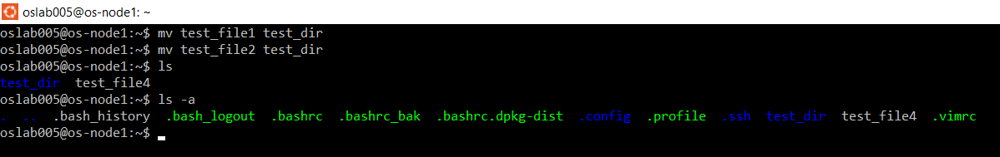 oslab005@os-node1: ~
oslab005@os-node1:~$ mv test_file1 test_dir
oslab005@os-node1:~$ mv test_file2 test_dir
oslab005@os-node1:~$ ls
test_dir  test_file4
oslab005@os-node1:~$ ls -a
.  ..  .bash_history  .bash_logout  .bashrc  .bashrc_bak  .bashrc.dpkg-dist  .config  .profile  .ssh  test_dir  test_file4  .vimrc
oslab005@os-node1:~$